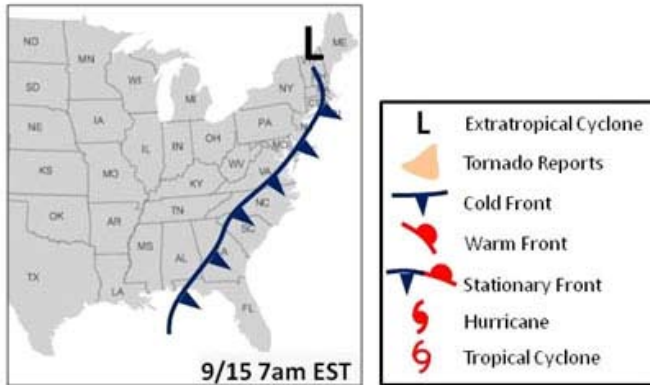 L
ND
MN
ME
SD
WI
MI
NY
NE
IA
PA
IL
IN
OH
KS
MO
WV
VA
KY
OK
AR
TN
NC
SC
MS
AL
TX
LA
FL
9/15 7am EST
L Extratropical Cyclone
Tornado Reports
Cold Front
Warm Front
Stationary Front
Hurricane
Tropical Cyclone